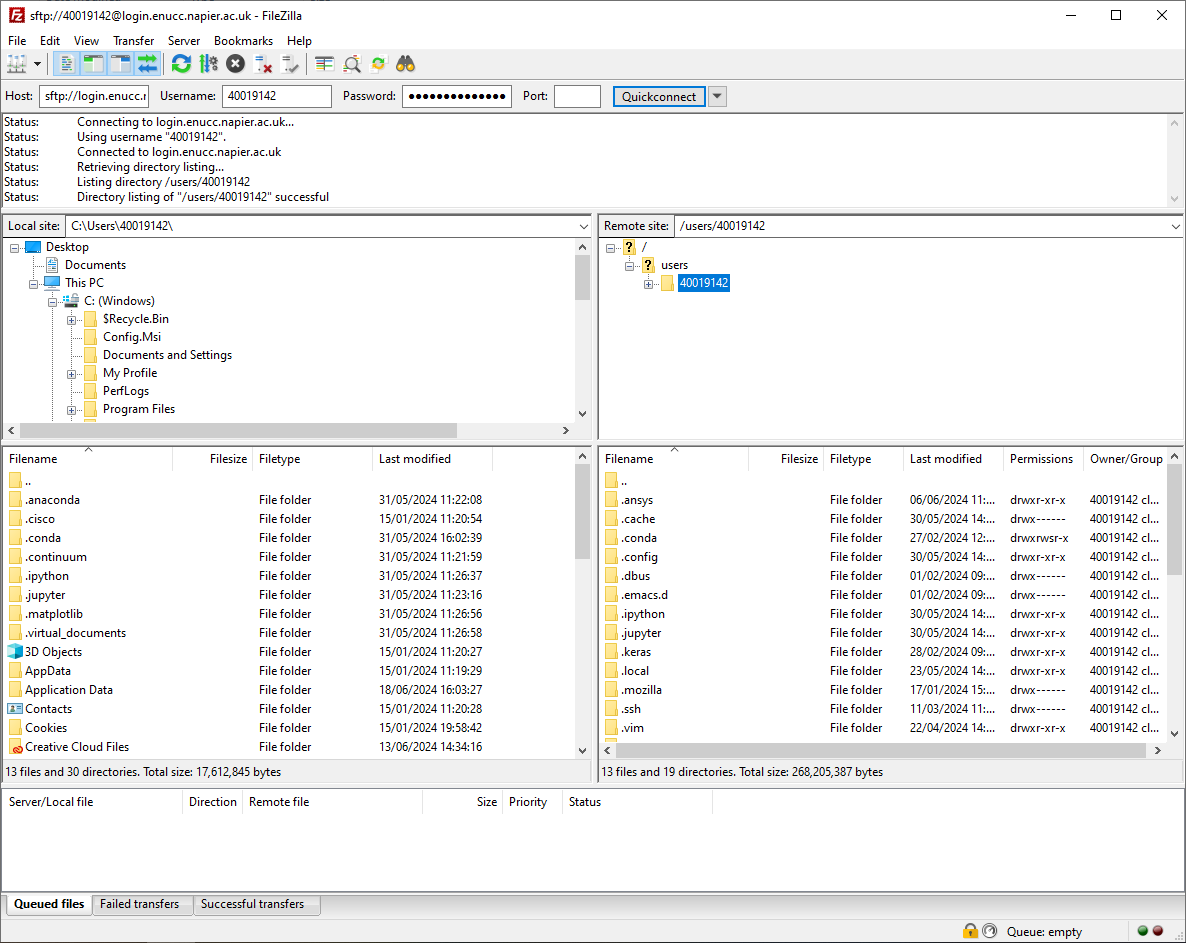 sftp://40019142@login.enucc.napier.ac.uk - FileZilla
File Edit View Transfer Server Bookmarks Help
Host: sftp://login.enucc.r Username: 40019142 Password: ●●●●●●●●●●●●●● Port: Quickconnect
Status: Connecting to login.enucc.napier.ac.uk...
Status: Using username "40019142".
Status: Connected to login.enucc.napier.ac.uk
Status: Retrieving directory listing...
Status: Listing directory /users/40019142
Status: Directory listing of "/users/40019142" successful
Local site: C:\Users\40019142\
Desktop
Documents
This PC
C: (Windows)
$Recycle.Bin
Config.Msi
Documents and Settings
My Profile
PerfLogs
Program Files
Remote site: /users/40019142
/
users
40019142
Filename Filesize Filetype Last modified
..
.anaconda File folder 31/05/2024 11:22:08
.cisco File folder 15/01/2024 11:20:54
.conda File folder 31/05/2024 16:02:39
.continuum File folder 31/05/2024 11:21:59
.ipython File folder 31/05/2024 11:26:37
.jupyter File folder 31/05/2024 11:23:16
.matplotlib File folder 31/05/2024 11:26:56
.virtual_documents File folder 31/05/2024 11:26:58
3D Objects File folder 15/01/2024 11:20:27
AppData File folder 15/01/2024 11:19:29
Application Data File folder 18/06/2024 16:03:27
Contacts File folder 15/01/2024 11:20:28
Cookies File folder 15/01/2024 19:58:42
Creative Cloud Files File folder 13/06/2024 14:34:16
13 files and 30 directories. Total size: 17,612,845 bytes
Filename Filesize Filetype Last modified Permissions Owner/Group
..
.ansys File folder 06/06/2024 11:... drwxr-xr-x 40019142 cl...
.cache File folder 30/05/2024 14:... drwx------ 40019142 cl...
.conda File folder 27/02/2024 12:... drwxrwsr-x 40019142 cl...
.config File folder 30/05/2024 14:... drwxr-xr-x 40019142 cl...
.dbus File folder 01/02/2024 09:... drwx------ 40019142 cl...
.emacs.d File folder 01/02/2024 09:... drwx------ 40019142 cl...
.ipython File folder 30/05/2024 14:... drwxr-xr-x 40019142 cl...
.jupyter File folder 30/05/2024 14:... drwxr-xr-x 40019142 cl...
.keras File folder 28/02/2024 09:... drwxr-xr-x 40019142 cl...
.local File folder 23/05/2024 14:... drwxr-xr-x 40019142 cl...
.mozilla File folder 17/01/2024 15:... drwx------ 40019142 cl...
.ssh File folder 11/03/2024 11:... drwx------ 40019142 cl...
.vim File folder 22/04/2024 14:... drwxr-xr-x 40019142 cl...
13 files and 19 directories. Total size: 268,205,387 bytes
Server/Local file Direction Remote file Size Priority Status
Queued files Failed transfers Successful transfers
Queue: empty